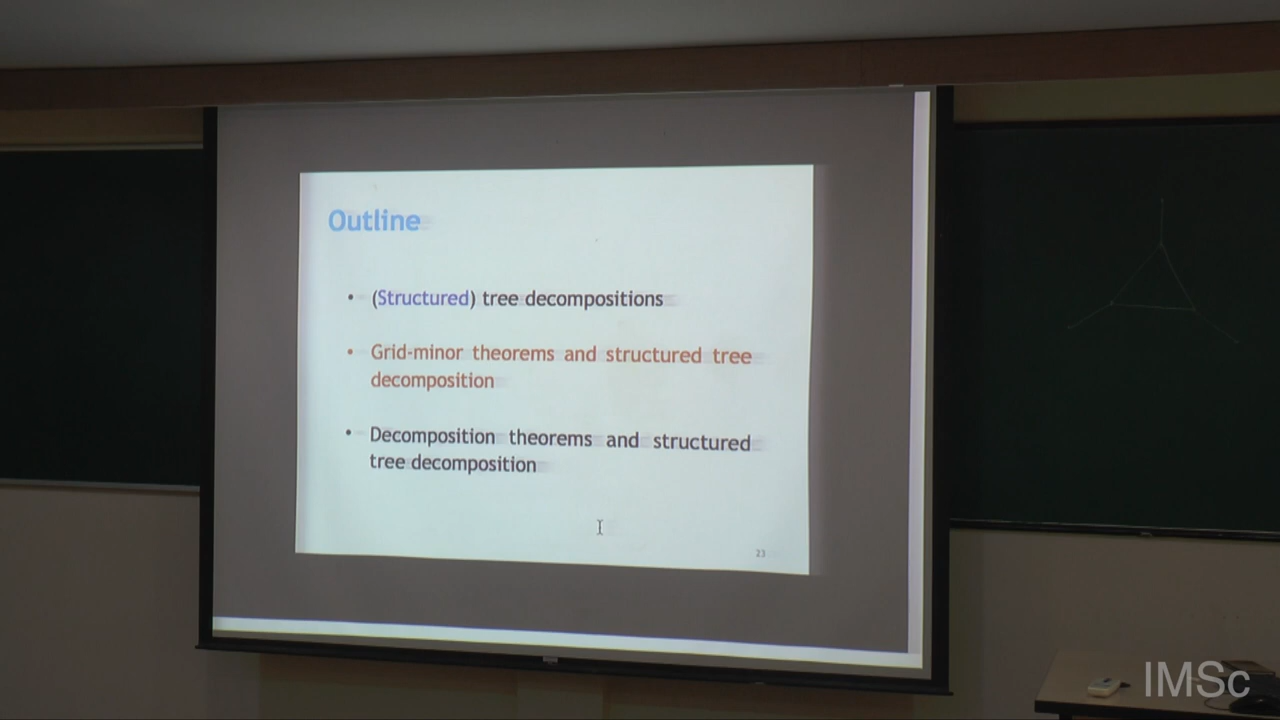 Outline
• (Structured) tree decompositions
• Grid-minor theorems and structured tree
decomposition
• Decomposition theorems and structured
tree decomposition
23
IMSc